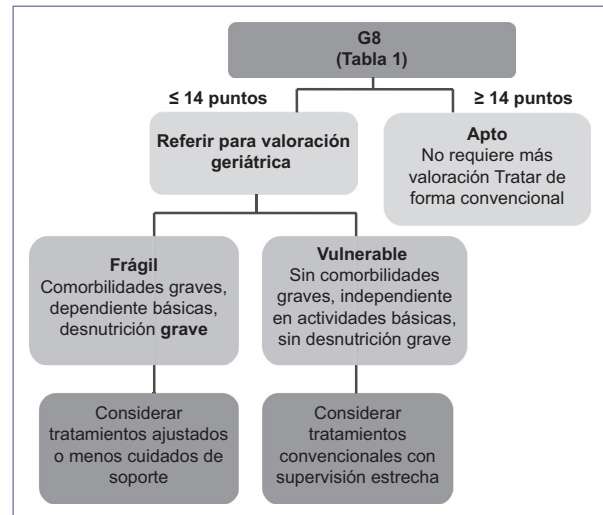 G8
(Tabla 1)
≤ 14 puntos
≥ 14 puntos
Referir para valoración
geriátrica
Apto
No requiere más
valoración Tratar de
forma convencional
Frágil
Comorbilidades graves,
dependiente básicas,
desnutrición grave
Vulnerable
Sin comorbilidades
graves, independiente
en actividades básicas,
sin desnutrición grave
Considerar
tratamientos ajustados
o menos cuidados de
soporte
Considerar
tratamientos
convencionales con
supervisión estrecha